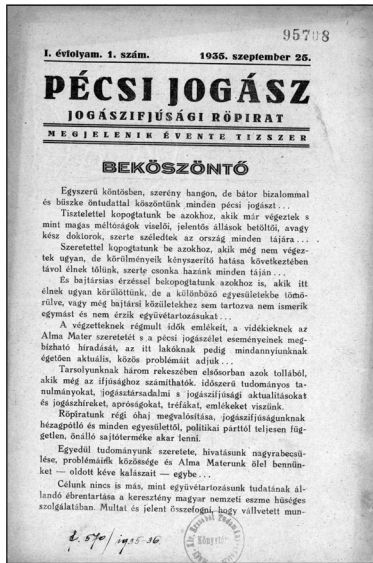 95708
I. évfolyam. 1. szám. 1935. szeptember 25.
PÉCSI JOGÁSZ
JOGÁSZIFJÚSÁGI RÖPIRAT
MEGJELENIK ÉVENTE TIZSZER
BEKÖSZÖNTŐ
Egyszerű köntösben, szerény hangon, de bátor bizalommal
és büszke öntudattal köszöntünk minden pécsi jogászt . . .
Tisztelettel kopogtatunk be azokhoz, akik már végeztek s
mint magas méltóságok viselői, jelentős állások betöltői, avagy
kész doktorok, szerte széledtek az ország minden tájára . . .
Szeretettel kopogtatunk be azokhoz, akik még nem végez-
tek ugyan, de körülményeik kényszerítő hatása következtében
távol élnek tőlünk, szerte csonka hazánk minden táján . . .
És bajtársias érzéssel bekopogtatunk azokhoz is, akik itt
élnek ugyan körülöttünk, de a különböző egyesületekbe tömö-
rülve, vagy még bajtársi közületekhez sem tartozva nem ismerik
egymást és nem érzik együvétartozásukat . . .
A végzetteknek régmult idők emlékeit, a vidékieknek az
Alma Mater szeretetét s a pécsi jogászélet eseményeinek meg-
bízható híradását, az itt lakóknak pedig mindannyiunknak
égetően aktuális, közös problémáit adjuk . . .
Tarsolyunknak három rekeszében elsősorban azok tollából,
akik még az ifjúsághoz számíthatók. időszerű tudományos ta-
nulmányokat, jogásztársadalmi s jogászifjúsági aktualitásokat
és jogászhíreket, apróságokat, tréfákat, emlékeket viszünk.
Röpiratunk régi óhaj megvalósítása, jogászifjúságunknak
hézagpótló és minden egyesülettől, politikai párttól teljesen füg-
getlen, önálló sajtóterméke akar lenni.
Egyedül tudományunk szeretete, hivatásunk nagyrabecsü-
lése, problémáink közössége és Alma Materunk ölel bennün-
ket — oldott kéve kalászait — egybe . . .
Célunk nincs is más, mint együvétartozásunk tudatának ál-
landó ébrentartása a keresztény magyar nemzeti eszme hűséges
szolgálatában. Multat és jelent összefogni, hogy vállvetett mun-
570/1935-36